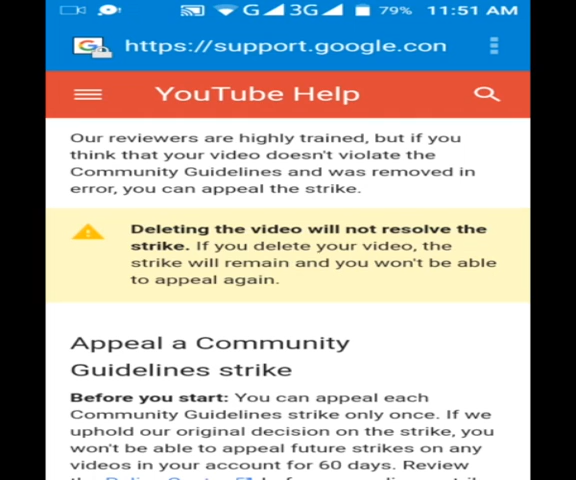 G 3G 79% 11:51 AM
https://support.google.con
YouTube Help
Our reviewers are highly trained, but if you
think that your video doesn't violate the
Community Guidelines and was removed in
error, you can appeal the strike.
Deleting the video will not resolve the
strike. If you delete your video, the
strike will remain and you won't be able
to appeal again.
Appeal a Community
Guidelines strike
Before you start: You can appeal each
Community Guidelines strike only once. If we
uphold our original decision on the strike, you
won't be able to appeal future strikes on any
videos in your account for 60 days. Review